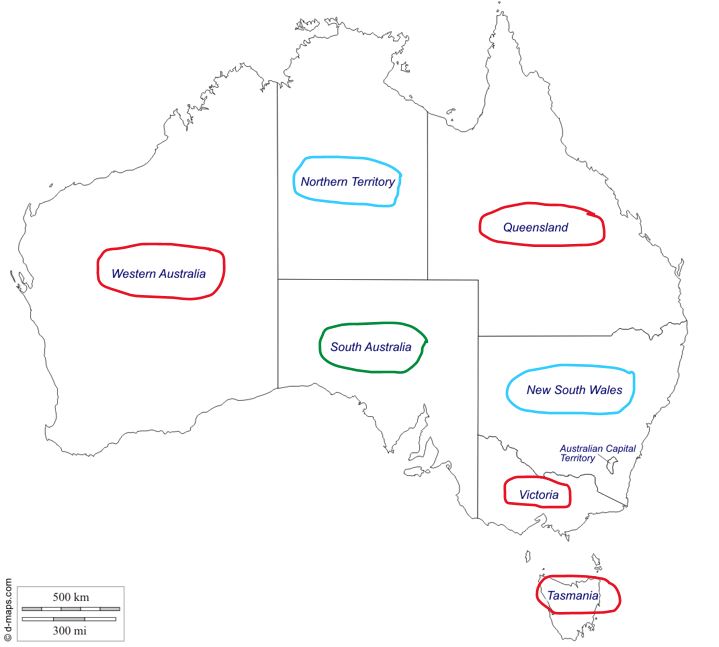 Northern Territory
Queensland
Western Australia
South Australia
New South Wales
Australian Capital
Territory
Victoria
Tasmania
500 km
300 mi
© d-maps.com